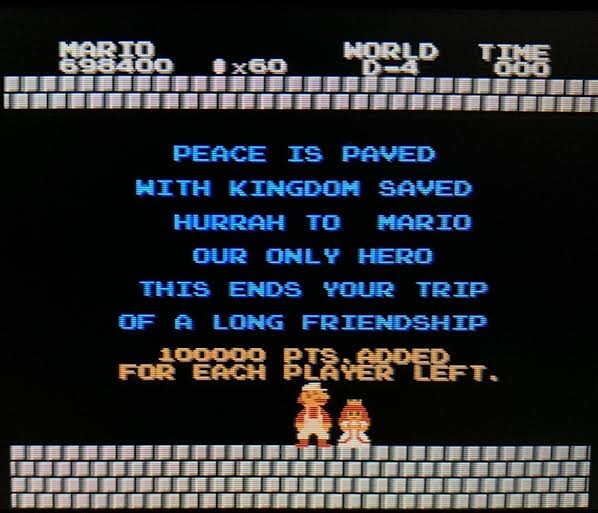 MARIO WORLD TIME
698400 x60 D-4 000
PEACE IS PAVED
WITH KINGDOM SAVED
HURRAH TO MARIO
OUR ONLY HERO
THIS ENDS YOUR TRIP
OF A LONG FRIENDSHIP
100000 PTS.ADDED
FOR EACH PLAYER LEFT.